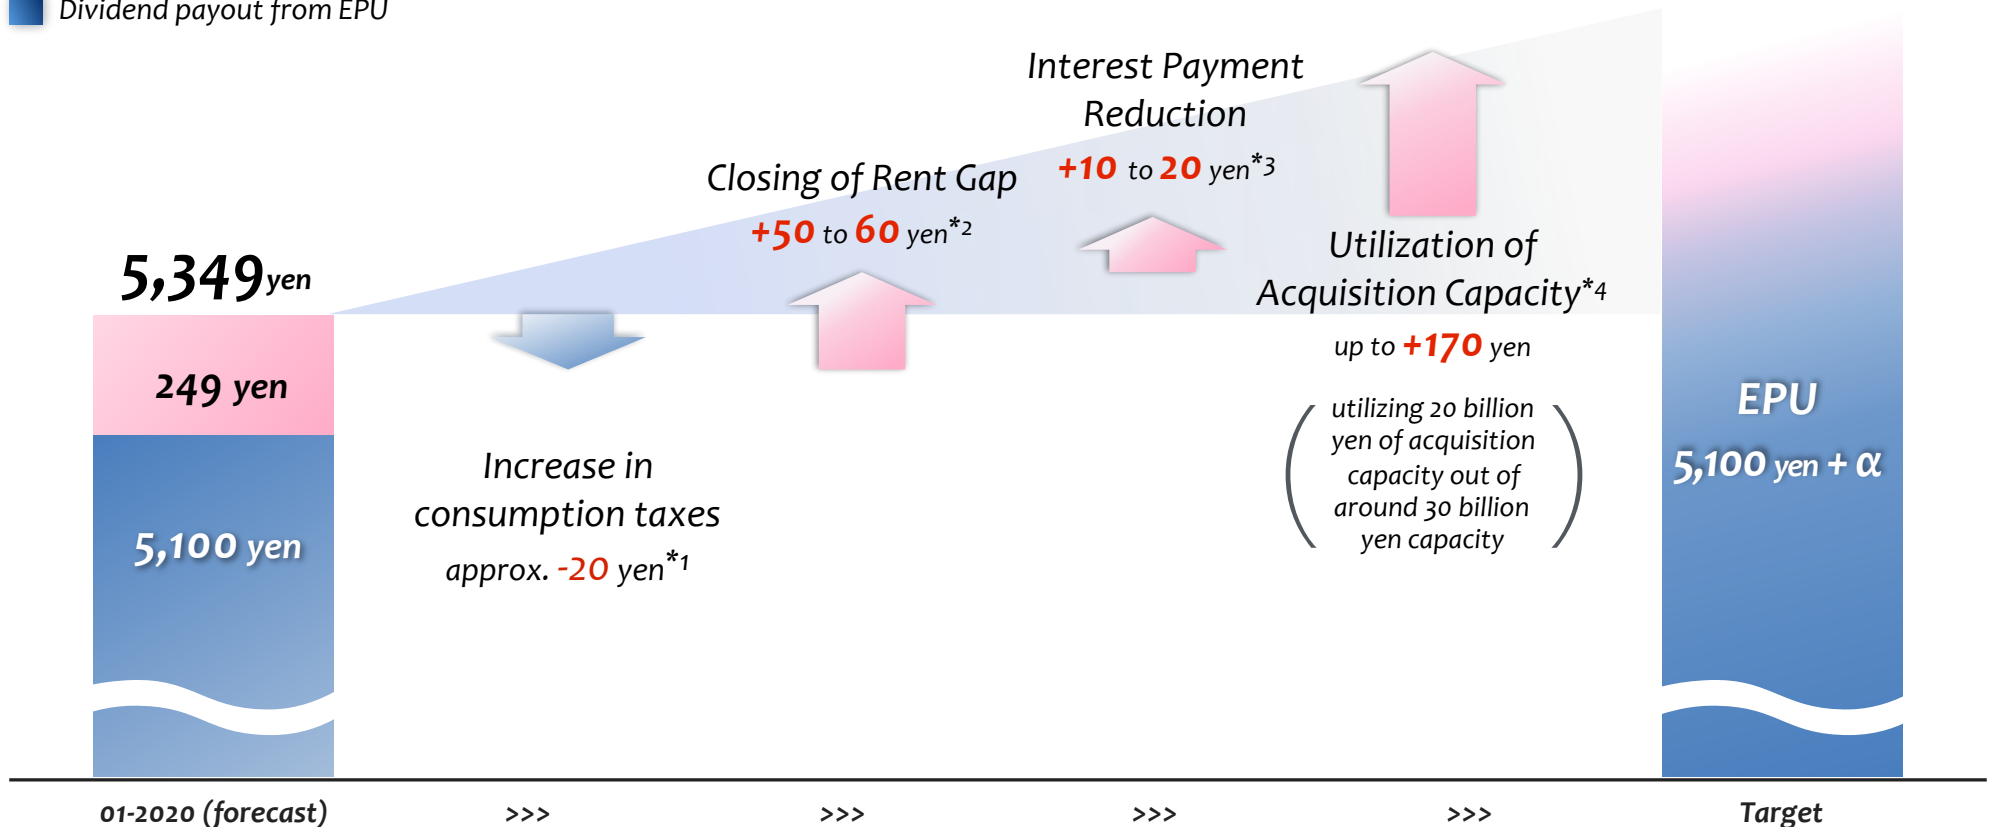 Dividend payout from EPU
5,349 yen
249 yen
5,100 yen
Increase in
consumption taxes
approx. -20 yen*1
Closing of Rent Gap
+50 to 60 yen*2
Interest Payment
Reduction
+10 to 20 yen*3
Utilization of
Acquisition Capacity*4
up to +170 yen
utilizing 20 billion
yen of acquisition
capacity out of
around 30 billion
yen capacity
EPU
5,100 yen + α
01-2020 (forecast) >>> >>> >>> >>> Target